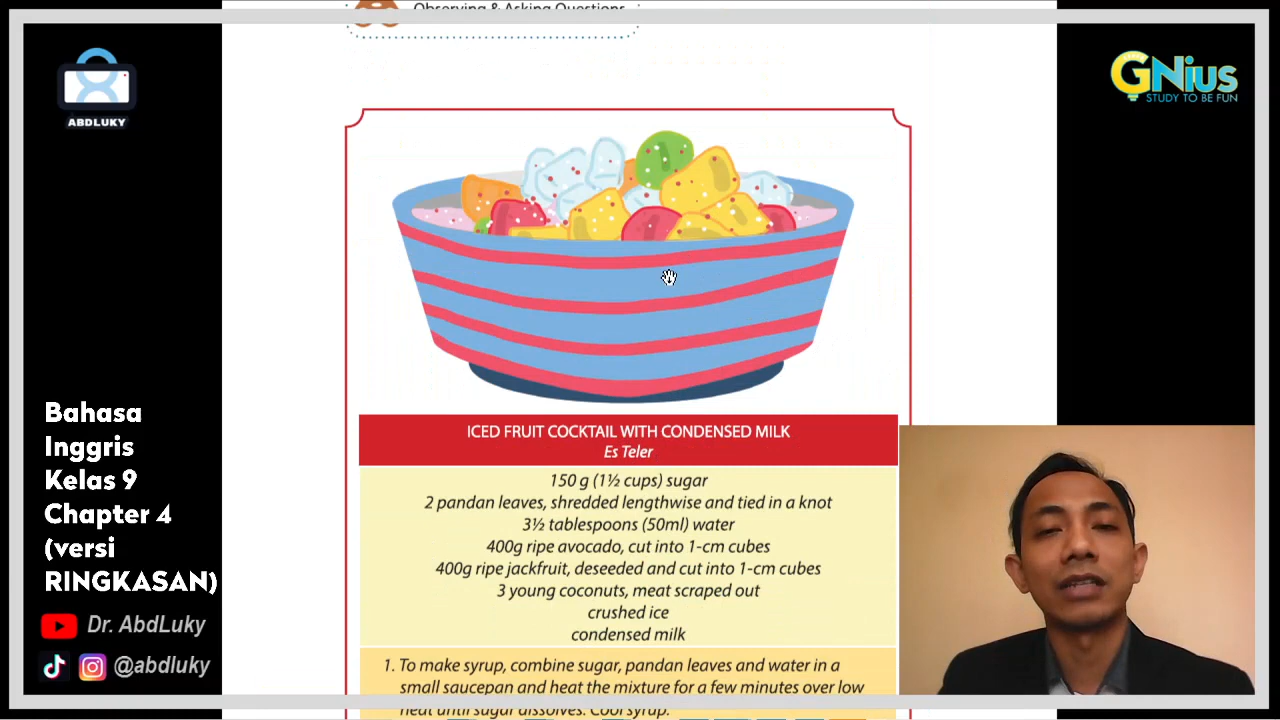 Observing & Asking Questions
ABDLUKY
GNius
STUDY TO BE FUN
Bahasa
Inggris
Kelas 9
Chapter 4
(versi
RINGKASAN)
Dr. AbdLuky
@abdluky
ICED FRUIT COCKTAIL WITH CONDENSED MILK
Es Teler
150 g (1½ cups) sugar
2 pandan leaves, shredded lengthwise and tied in a knot
3½ tablespoons (50ml) water
400g ripe avocado, cut into 1-cm cubes
400g ripe jackfruit, deseeded and cut into 1-cm cubes
3 young coconuts, meat scraped out
crushed ice
condensed milk
1. To make syrup, combine sugar, pandan leaves and water in a
small saucepan and heat the mixture for a few minutes over low
heat until sugar dissolves. Cool syrup.